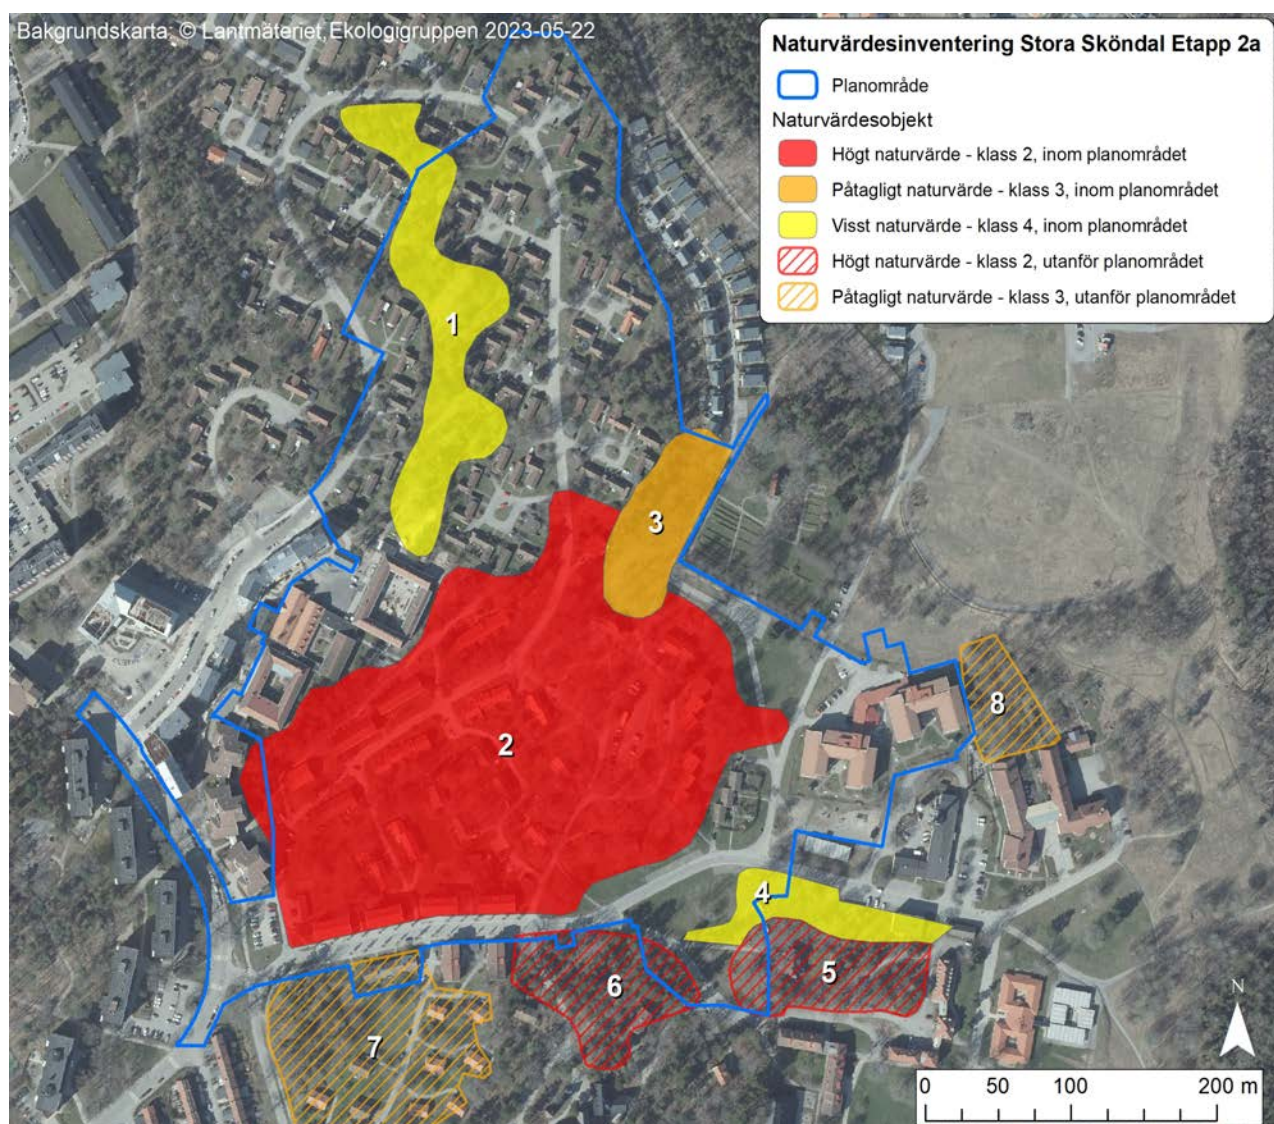 Bakgrundskarta: © Lantmäteriet,Ekologigruppen 2023-05-22
Naturvärdesinventering Stora Sköndal Etapp 2a
Planområde
Naturvärdesobjekt
Högt naturvärde - klass 2, inom planområdet
Påtagligt naturvärde - klass 3, inom planområdet
Visst naturvärde - klass 4, inom planområdet
Högt naturvärde - klass 2, utanför planområdet
Påtagligt naturvärde - klass 3, utanför planområdet
1
3
8
2
4
5
6
7
N
0 50 100 200 m